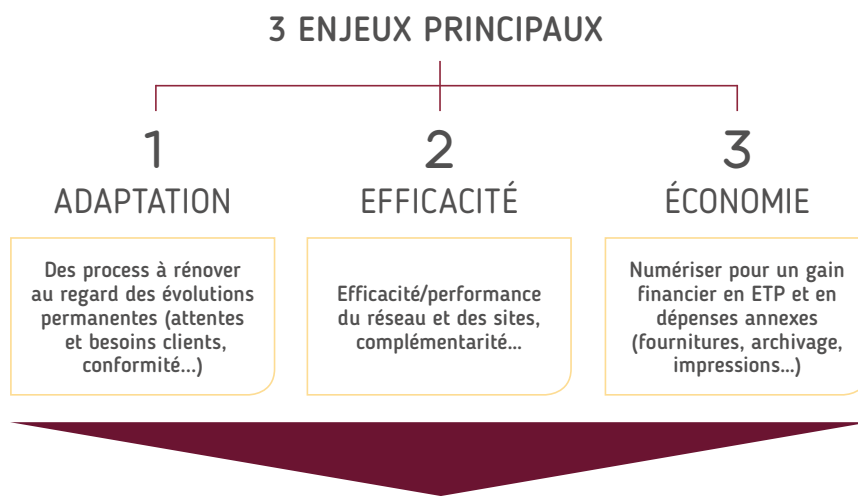 3 ENJEUX PRINCIPAUX
1
ADAPTATION
Des process à rénover
au regard des évolutions
permanentes (attentes
et besoins clients,
conformité...)
2
EFFICACITÉ
Efficacité/performance
du réseau et des sites,
complémentarité...
3
ÉCONOMIE
Numériser pour un gain
financier en ETP et en
dépenses annexes
(fournitures, archivage,
impressions...)